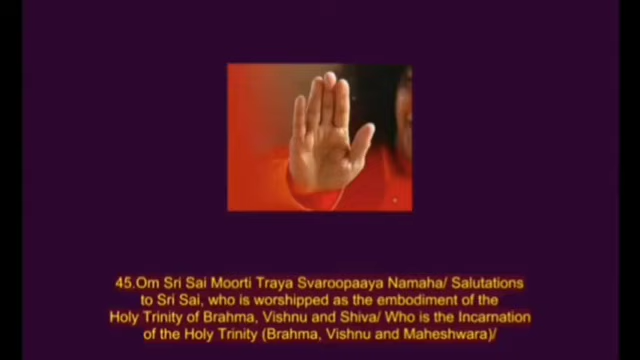 45.Om Sri Sai Moorti Traya Svaroopaaya Namaha/ Salutations
to Sri Sai, who is worshipped as the embodiment of the
Holy Trinity of Brahma, Vishnu and Shiva/ Who is the Incarnation
of the Holy Trinity (Brahma, Vishnu and Maheshwara)/